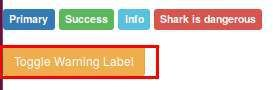 Primary Success Info Shark is dangerous
Toggle Warning Label